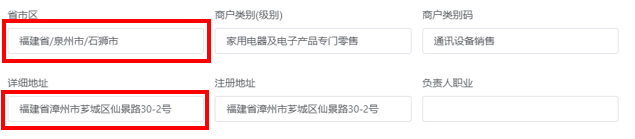 省市区 商户类别(级别) 商户类别码
福建省/泉州市/石狮市 家用电器及电子产品专门零售 通讯设备销售
详细地址 注册地址 负责人职业
福建省漳州市芗城区仙景路30-2号 福建省漳州市芗城区仙景路30-2号